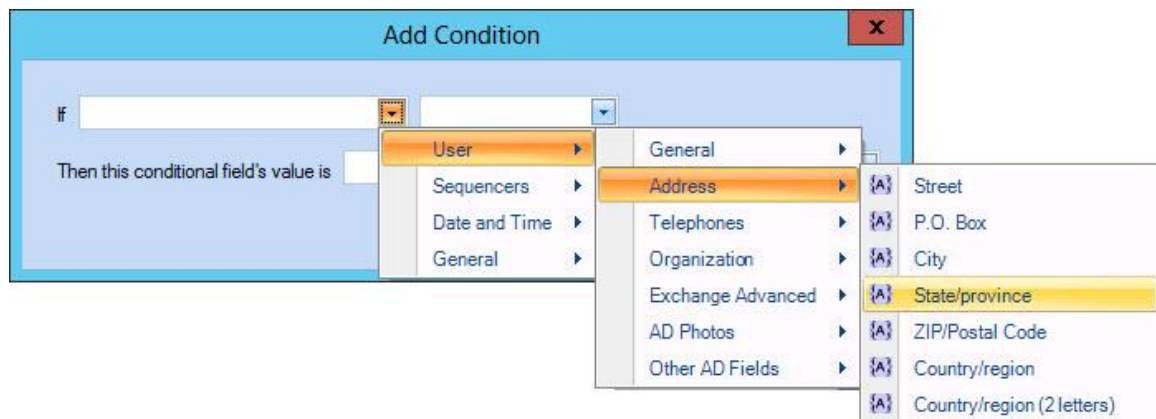 Add Condition
x
If
Then this conditional field's value is
User
Sequencers
Date and Time
General
General
Address
Telephones
Organization
Exchange Advanced
AD Photos
Other AD Fields
{A} Street
{A} P.O. Box
{A} City
{A} State/province
{A} ZIP/Postal Code
{A} Country/region
{A} Country/region (2 letters)